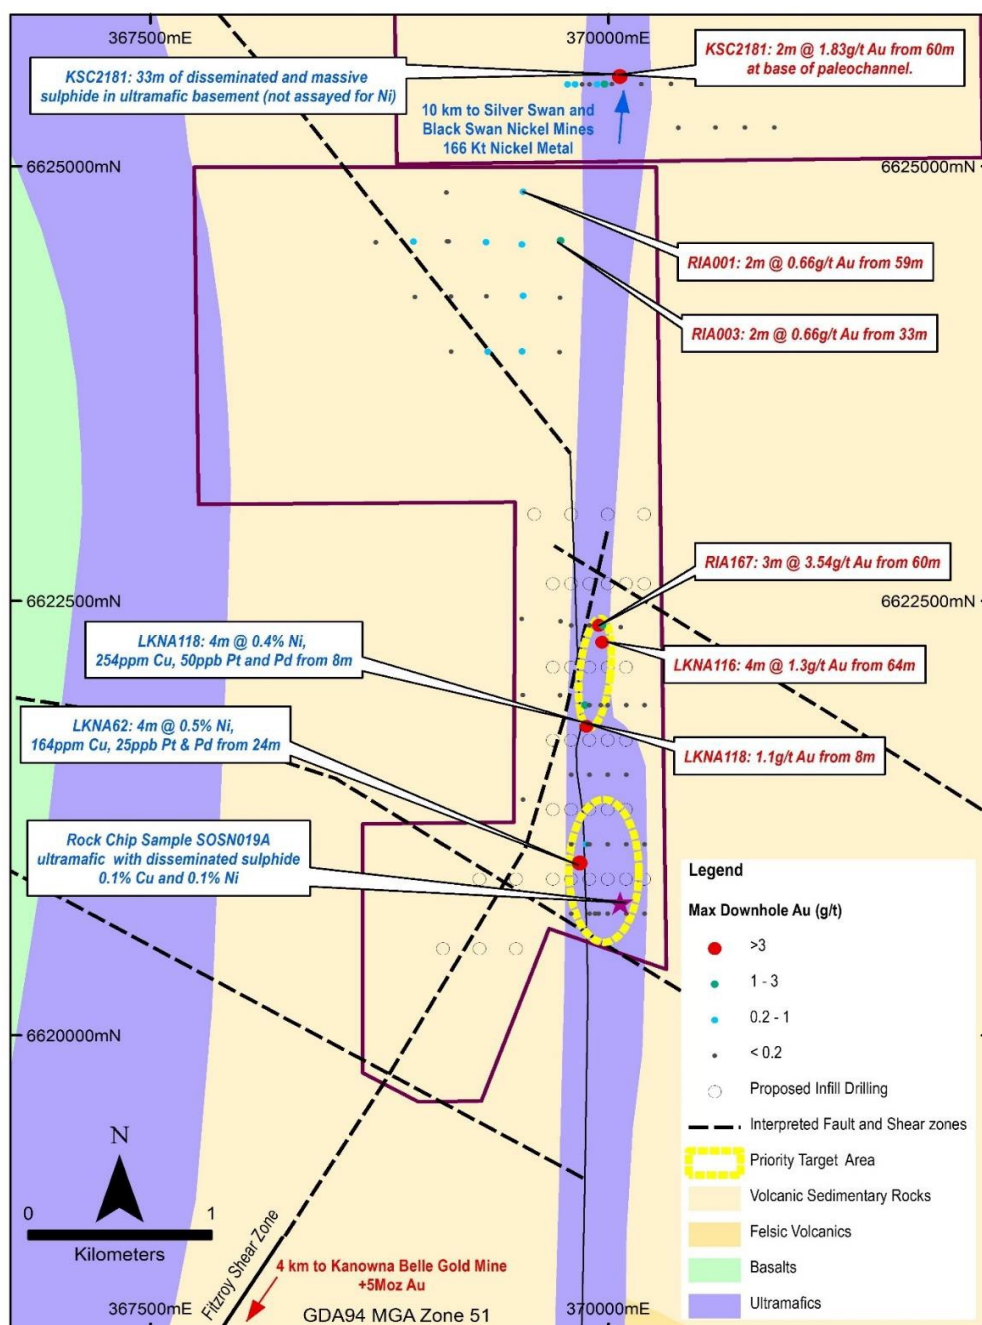 367500mE
370000mE
KSC2181: 33m of disseminated and massive
sulphide in ultramafic basement (not assayed for Ni)
KSC2181: 2m @ 1.83g/t Au from 60m
at base of paleochannel.
10 km to Silver Swan and
Black Swan Nickel Mines
166 Kt Nickel Metal
6625000mN
6625000mN
RIA001: 2m @ 0.66g/t Au from 59m
RIA003: 2m @ 0.66g/t Au from 33m
RIA167: 3m @ 3.54g/t Au from 60m
6622500mN
6622500mN
LKNA118: 4m @ 0.4% Ni,
254ppm Cu, 50ppb Pt and Pd from 8m
LKNA116: 4m @ 1.3g/t Au from 64m
LKNA62: 4m @ 0.5% Ni,
164ppm Cu, 25ppb Pt & Pd from 24m
LKNA118: 1.1g/t Au from 8m
Rock Chip Sample SOSN019A
ultramafic with disseminated sulphide
0.1% Cu and 0.1% Ni
Legend
Max Downhole Au (g/t)
>3
1 - 3
0.2 - 1
< 0.2
Proposed Infill Drilling
Interpreted Fault and Shear zones
Priority Target Area
Volcanic Sedimentary Rocks
Felsic Volcanics
Basalts
Ultramafics
6620000mN
N
0 1
Kilometers
Fitzroy Shear Zone
4 km to Kanowna Belle Gold Mine
+5Moz Au
367500mE
370000mE
GDA94 MGA Zone 51